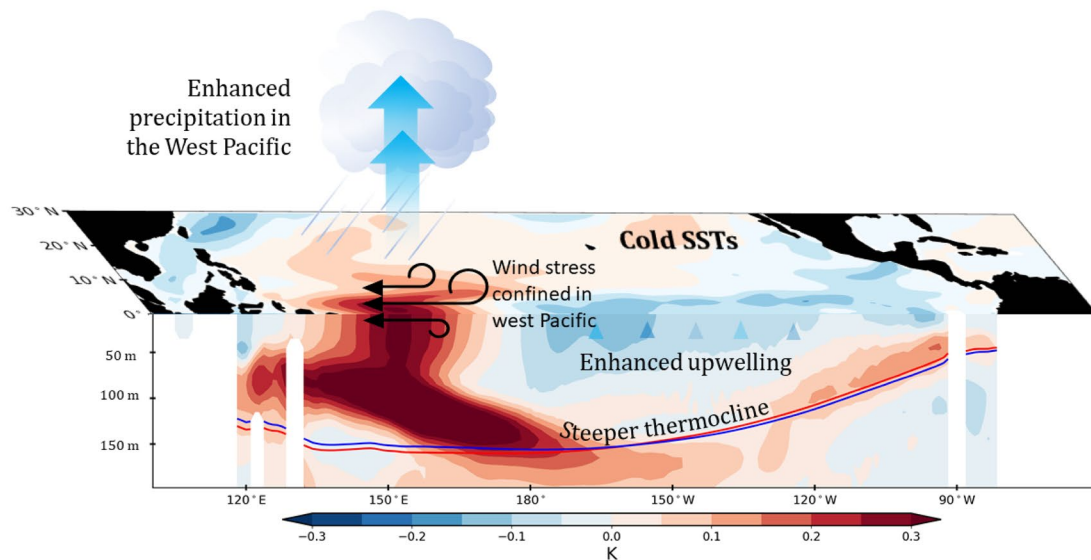 Enhanced
precipitation in
the West Pacific
30°N
20°N
10°N
0°
Cold SSTs
Wind stress
confined in
west Pacific
50 m
100 m
150 m
Enhanced upwelling
Steeper thermocline
120°E
150°E
180°
150°W
120°W
90°W
−0.3
−0.2
−0.1
0.0
0.1
0.2
0.3
K